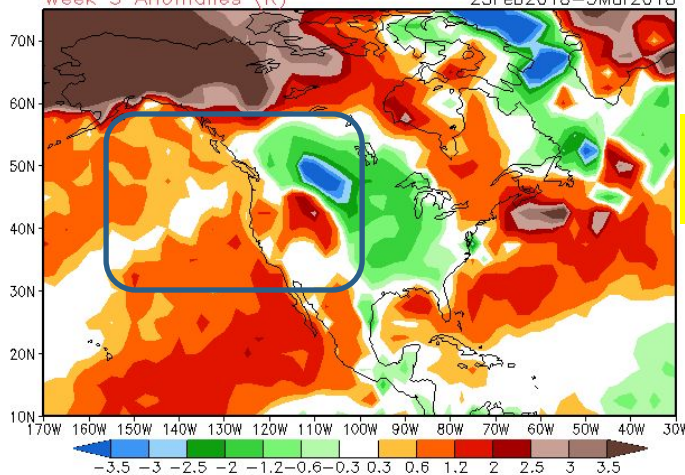 Week 3 Anomalies (K)
23Feb2016-9Mar2016
70N
60N
50N
40N
30N
20N
10N
170W 160W 150W 140W 130W 120W 110W 100W 90W 80W 70W 60W 50W 40W 30W
-3.5 -3 -2.5 -2 -1.2 -0.6 -0.3 0.3 0.6 1.2 2 2.5 3 3.5